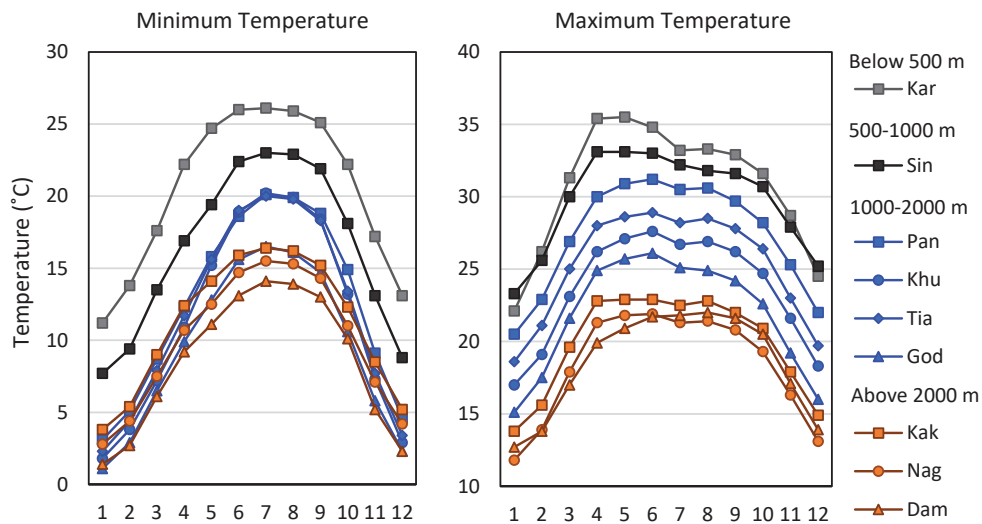 Minimum Temperature
Maximum Temperature
Temperature (˚C)
30
25
20
15
10
5
0
1 2 3 4 5 6 7 8 9 10 11 12
40
35
30
25
20
15
10
1 2 3 4 5 6 7 8 9 10 11 12
Below 500 m
Kar
500-1000 m
Sin
1000-2000 m
Pan
Khu
Tia
God
Above 2000 m
Kak
Nag
Dam